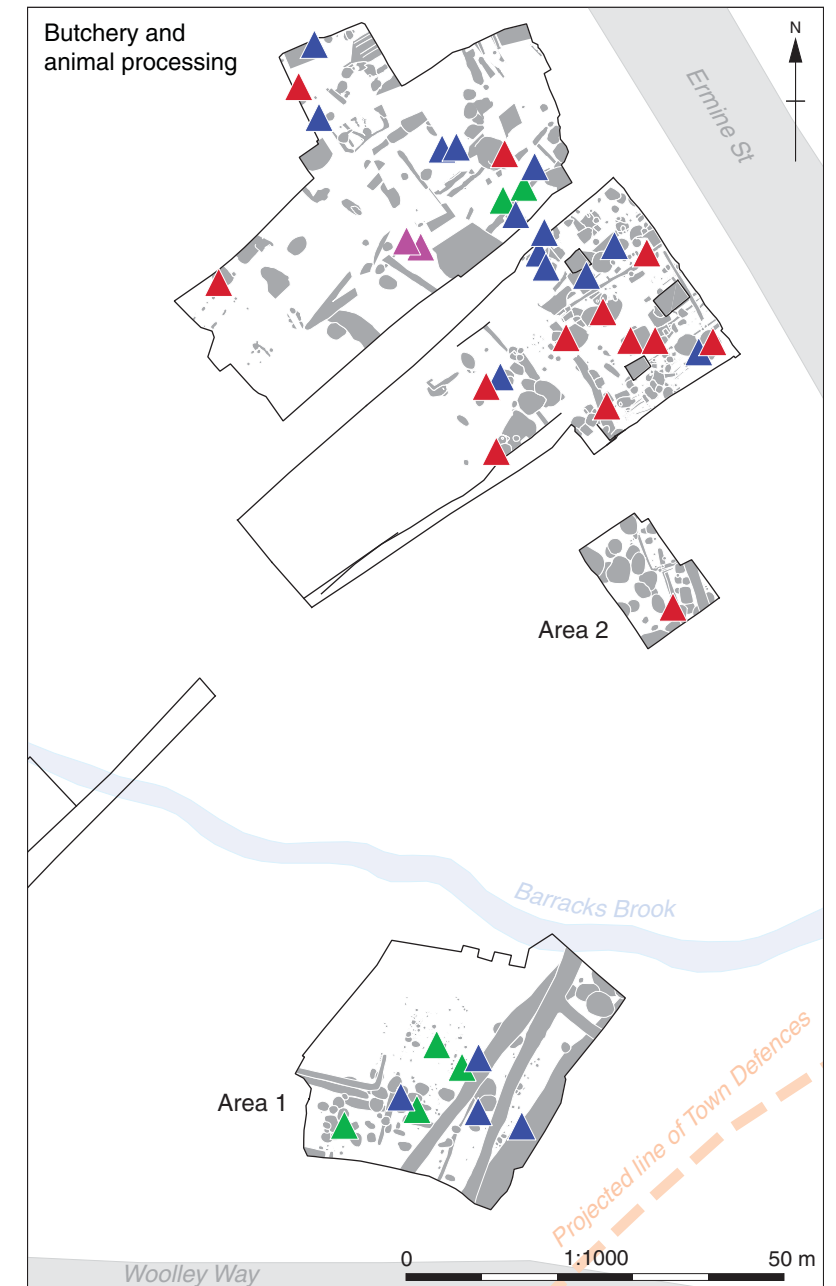 Butchery and
animal processing
N
Ermine St
Area 2
Barracks Brook
Area 1
Projected line of Town Defences
0 1:1000 50 m
Woolley Way